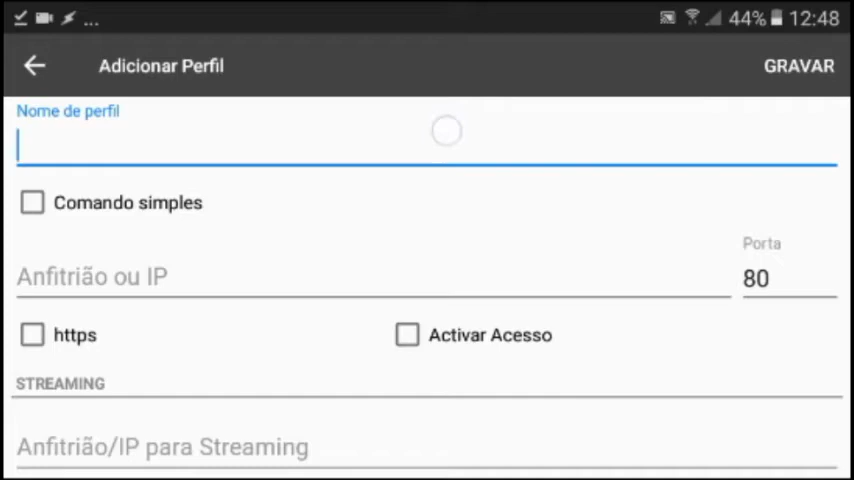 ... 44% 12:48
Adicionar Perfil GRAVAR
Nome de perfil
Comando simples
Porta
Anfitrião ou IP 80
https Activar Acesso
STREAMING
Anfitrião/IP para Streaming